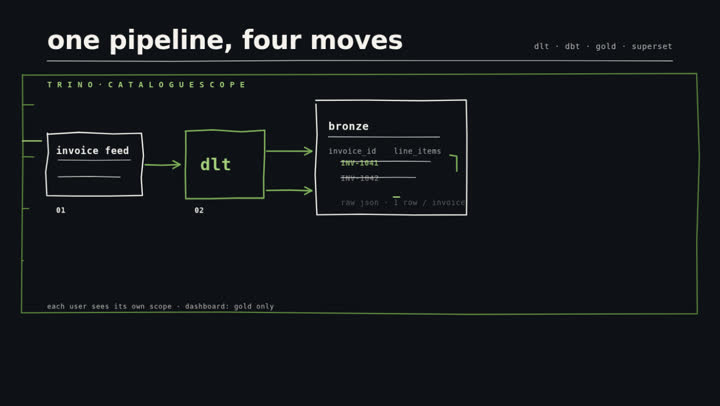 one pipeline, four moves
dlt · dbt · gold · superset
TRINO·CATALOGUESCOPE
invoice feed
01
dlt
02
bronze
invoice_id line_items
INV-1041
INV-1042
raw json · 1 row / invoice
each user sees its own scope · dashboard: gold only